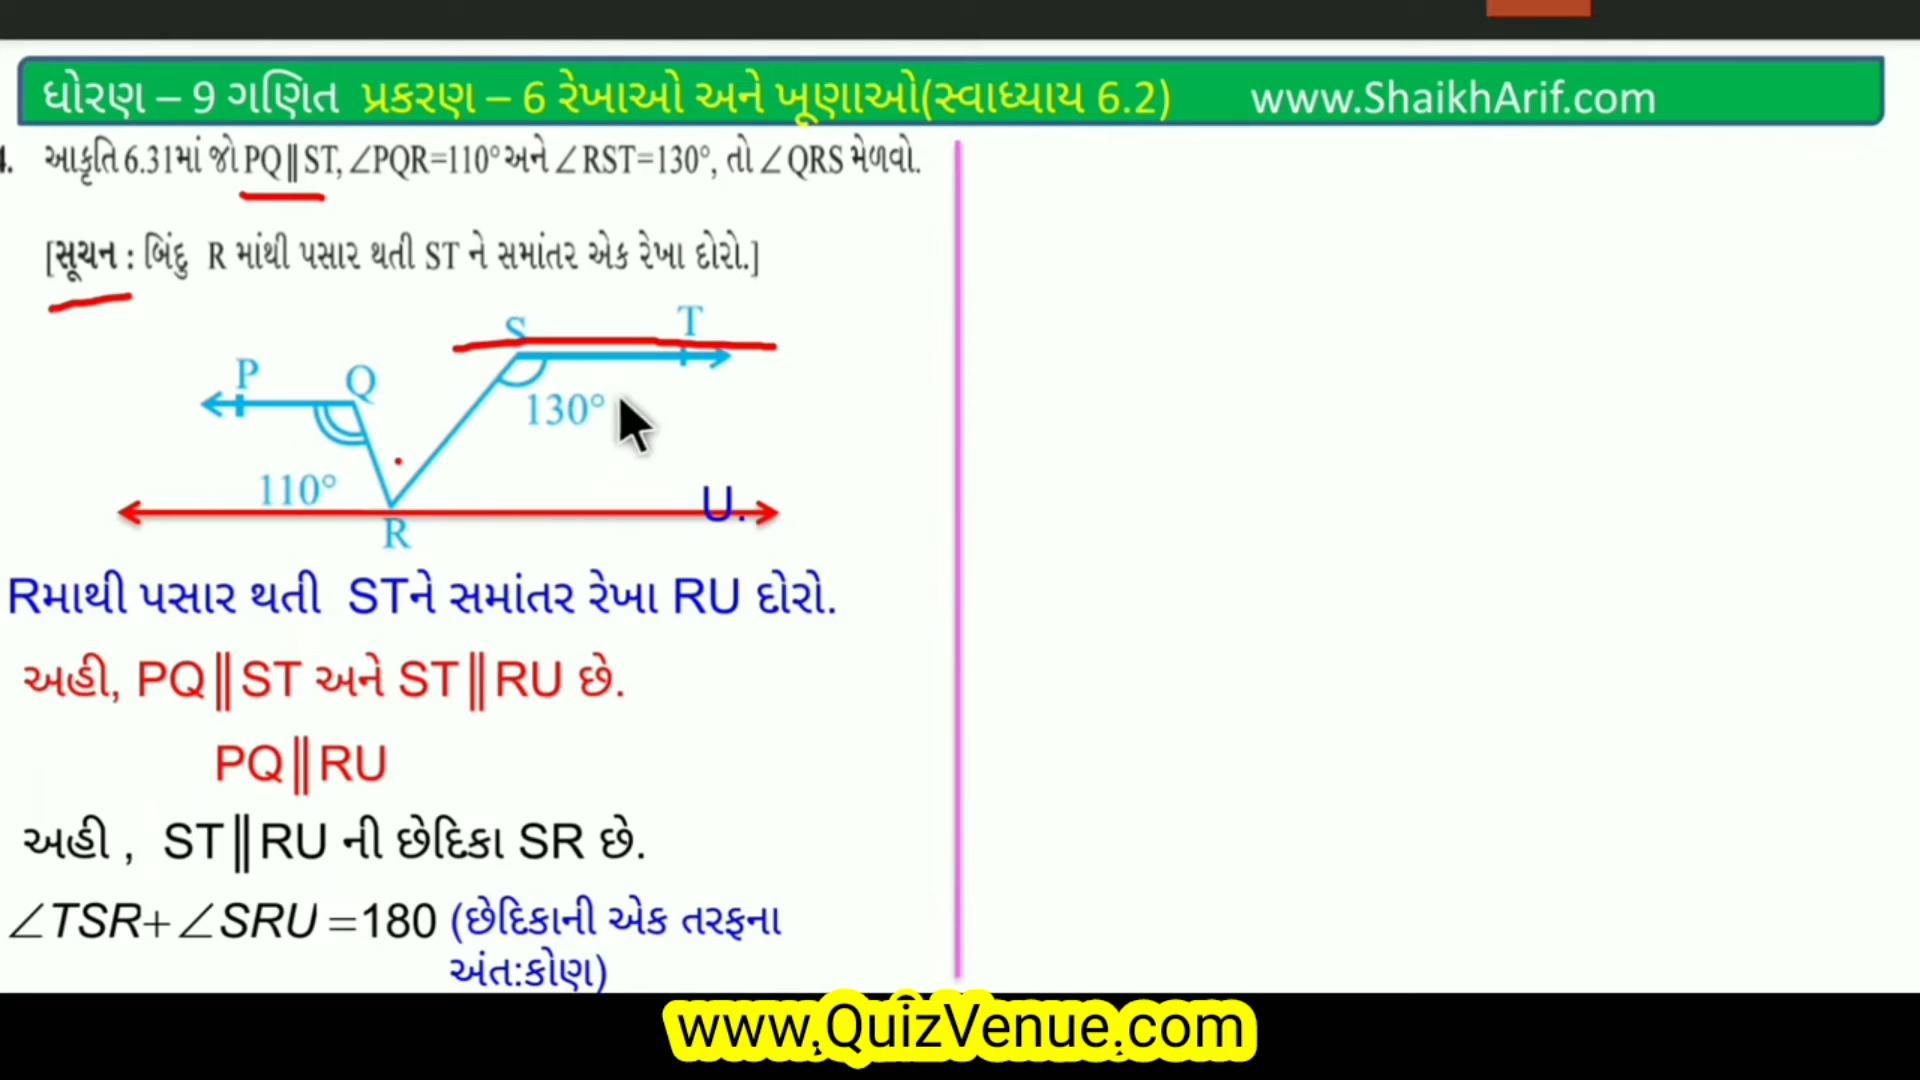 ધોરણ – 9 ગણિત પ્રકરણ – 6 રેખાઓ અને ખૂણાઓ(સ્વાધ્યાય 6.2) www.ShaikhArif.com
4. આકૃતિ 6.31માં જો PQ∥ST, ∠PQR=110° અને ∠RST=130°, તો ∠QRS મેળવો.
[સૂચન : બિંદુ R માંથી પસાર થતી ST ને સમાંતર એક રેખા દોરો.]
S T
P Q
130°
110°
U.
R
Rમાથી પસાર થતી STને સમાંતર રેખા RU દોરો.
અહી, PQ∥ST અને ST∥RU છે.
PQ∥RU
અહી , ST∥RU ની છેદિકા SR છે.
∠TSR+∠SRU =180 (છેદિકાની એક તરફના
અંત:કોણ)
www.QuizVenue.com